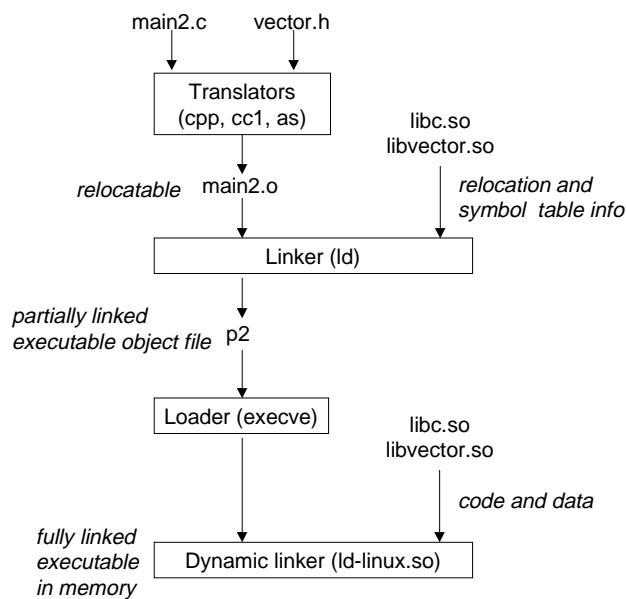 main2.c
vector.h
Translators
(cpp, cc1, as)
libc.so
libvector.so
relocatable
main2.o
relocation and
symbol table info
Linker (ld)
partially linked
executable object file
p2
Loader (execve)
libc.so
libvector.so
code and data
fully linked
executable
in memory
Dynamic linker (ld-linux.so)